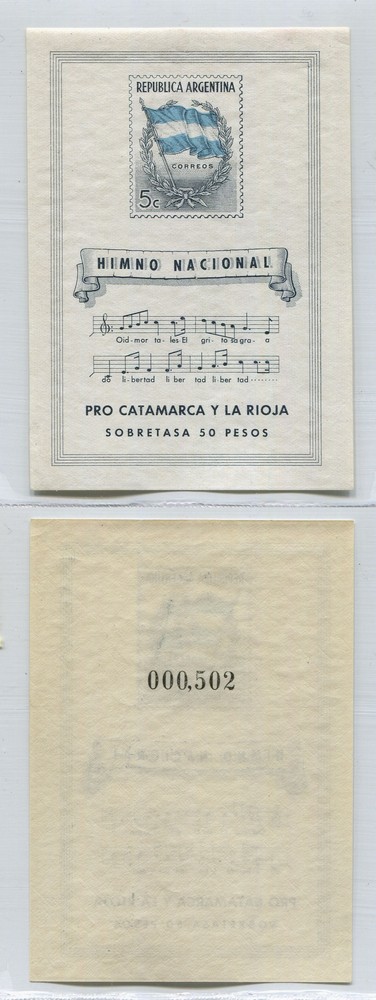 REPUBLICA ARGENTINA
CORREOS
5c
HIMNO NACIONAL
Oid-mor ta-les El gri-to sa gra-a
do li-bertad li ber tad li ber tad........
PRO CATAMARCA Y LA RIOJA
SOBRETASA 50 PESOS
000,502